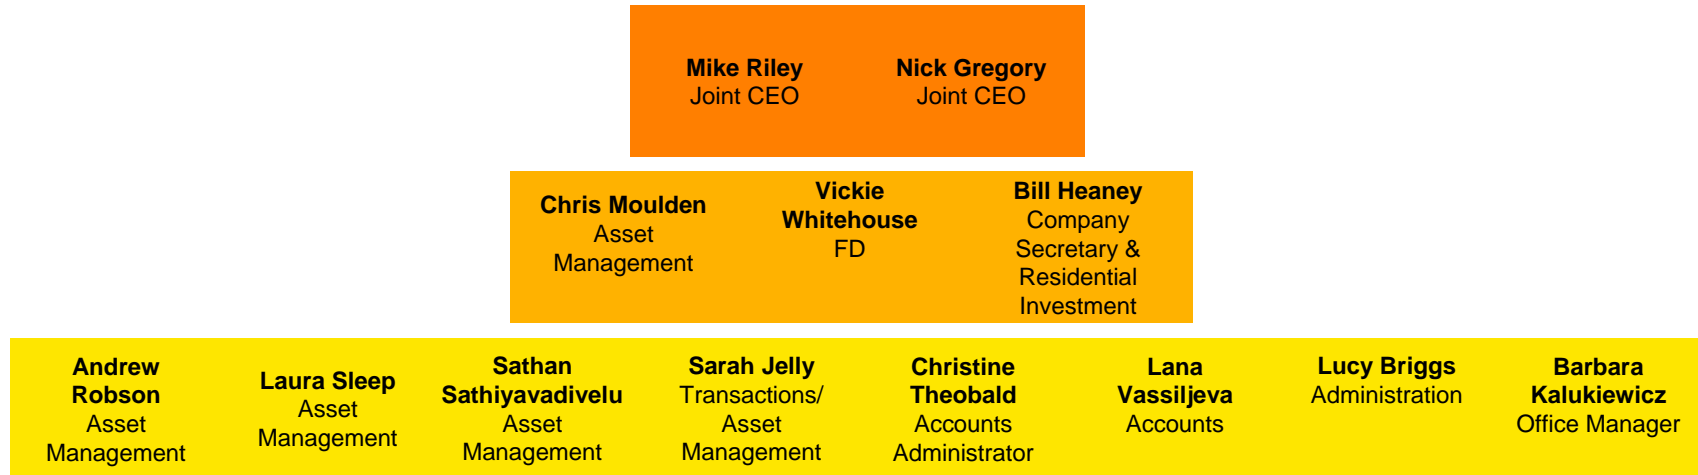 Mike Riley
Joint CEO
Nick Gregory
Joint CEO
Chris Moulden
Asset
Management
Vickie
Whitehouse
FD
Bill Heaney
Company
Secretary &
Residential
Investment
Andrew
Robson
Asset
Management
Laura Sleep
Asset
Management
Sathan
Sathiyavadivelu
Asset
Management
Sarah Jelly
Transactions/
Asset
Management
Christine
Theobald
Accounts
Administrator
Lana
Vassiljeva
Accounts
Lucy Briggs
Administration
Barbara
Kalukiewicz
Office Manager